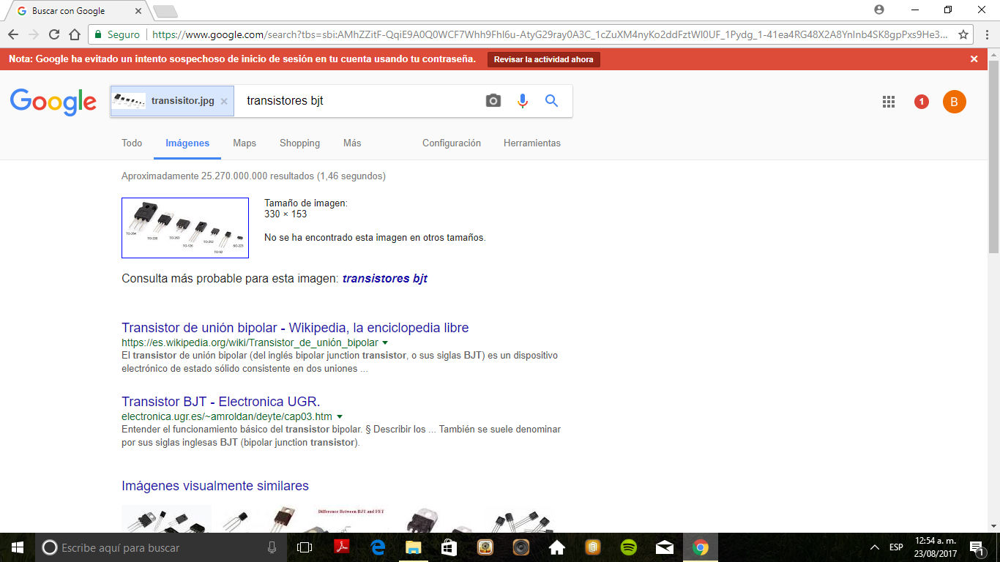 Buscar con Google
Seguro
https://www.google.com/search?tbs=sbi:AMhZZitF-QqiE9A0Q0WCF7Whh9Fhl6u-AtyG29ray0A3C_1cZuXM4nyKo2ddFztWl0UF_1Pydg_1-41ea4RG48X2A8YnInb4SK8gpPxs9He3...
Nota: Google ha evitado un intento sospechoso de inicio de sesión en tu cuenta usando tu contraseña. Revisar la actividad ahora
Google
transisitor.jpg
transistores bjt
1
B
Todo Imágenes Maps Shopping Más Configuración Herramientas
Aproximadamente 25.270.000.000 resultados (1,46 segundos)
TO-264
TO-220
TO-263
TO-126
TO-252
TO-92
SO-223
Tamaño de imagen:
330 × 153
No se ha encontrado esta imagen en otros tamaños.
Consulta más probable para esta imagen: transistores bjt
Transistor de unión bipolar - Wikipedia, la enciclopedia libre
https://es.wikipedia.org/wiki/Transistor_de_unión_bipolar
El transistor de unión bipolar (del inglés bipolar junction transistor, o sus siglas BJT) es un dispositivo
electrónico de estado sólido consistente en dos uniones ...
Transistor BJT - Electronica UGR.
electronica.ugr.es/~amroldan/deyte/cap03.htm
Entender el funcionamiento básico del transistor bipolar. § Describir los ... También se suele denominar
por sus siglas inglesas BJT (bipolar junction transistor).
Imágenes visualmente similares
Difference Between BJT and FET
Escribe aquí para buscar
ESP
12:54 a. m.
23/08/2017
1